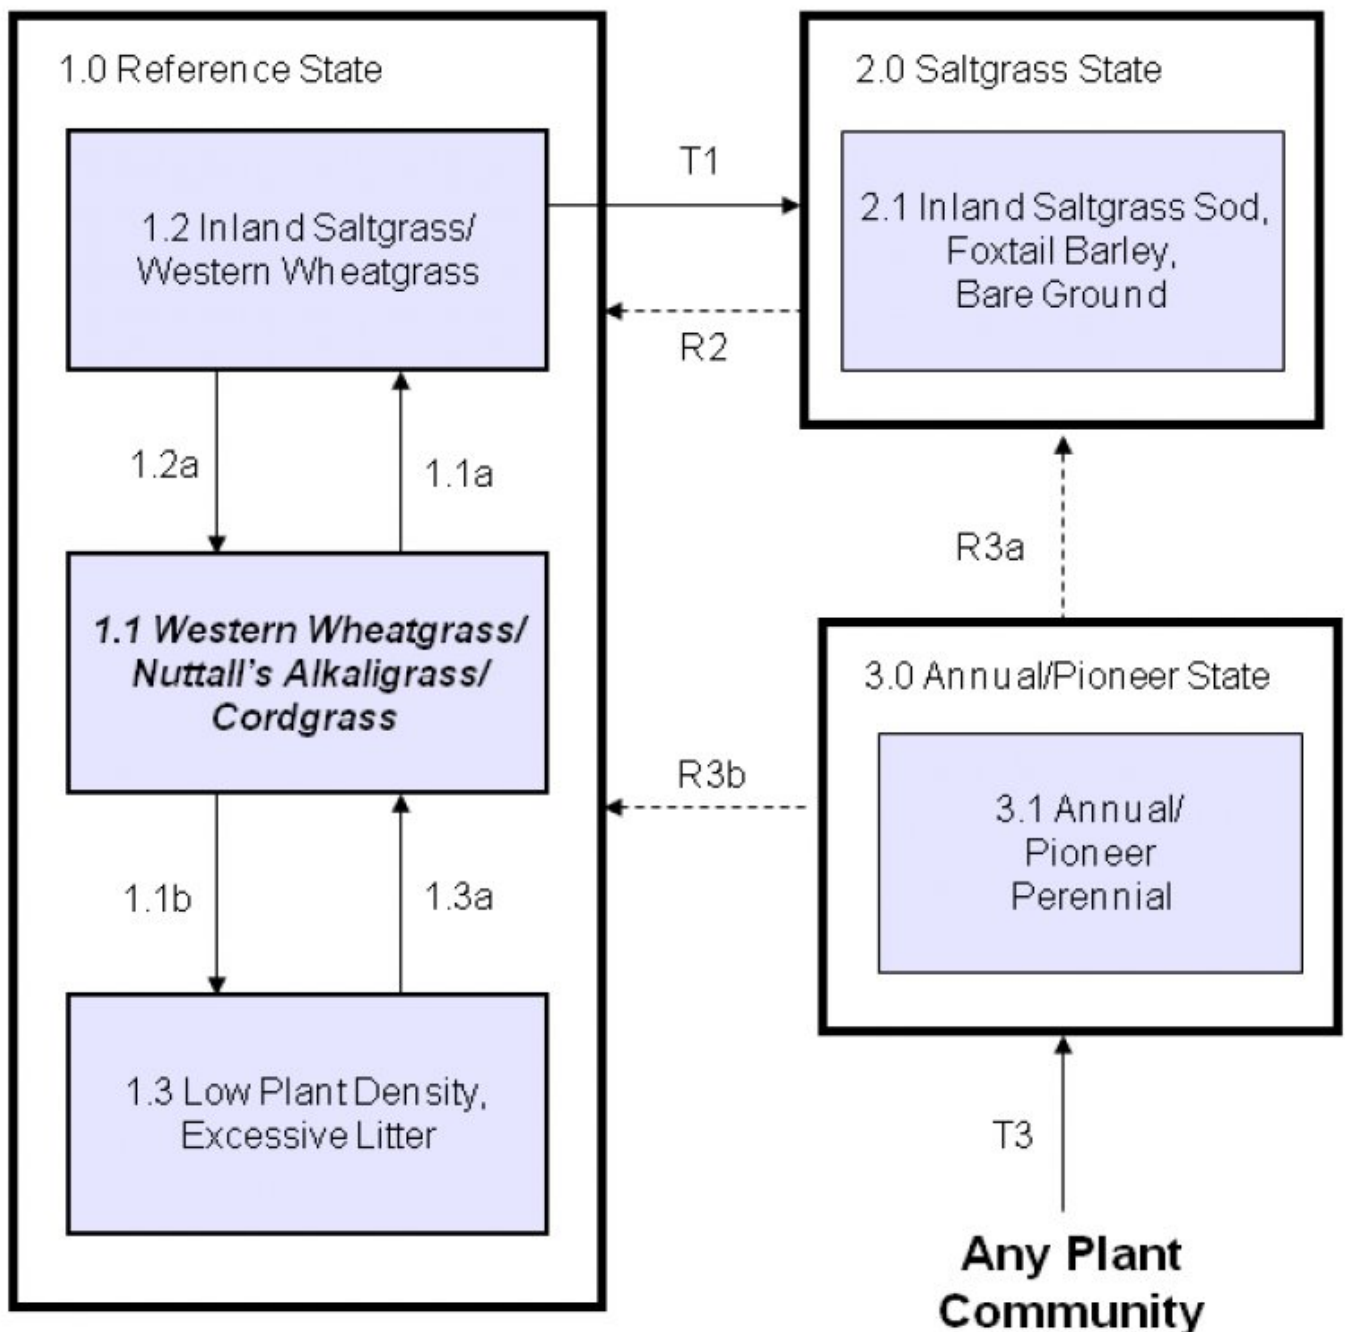 1.0 Reference State
1.2 Inland Saltgrass/
Western Wheatgrass
1.2a
1.1a
1.1 Western Wheatgrass/
Nuttall's Alkaligrass/
Cordgrass
1.1b
1.3a
1.3 Low Plant Density,
Excessive Litter
T1
R2
2.0 Saltgrass State
2.1 Inland Saltgrass Sod,
Foxtail Barley,
Bare Ground
R3a
R3b
3.0 Annual/Pioneer State
3.1 Annual/
Pioneer
Perennial
T3
Any Plant
Community